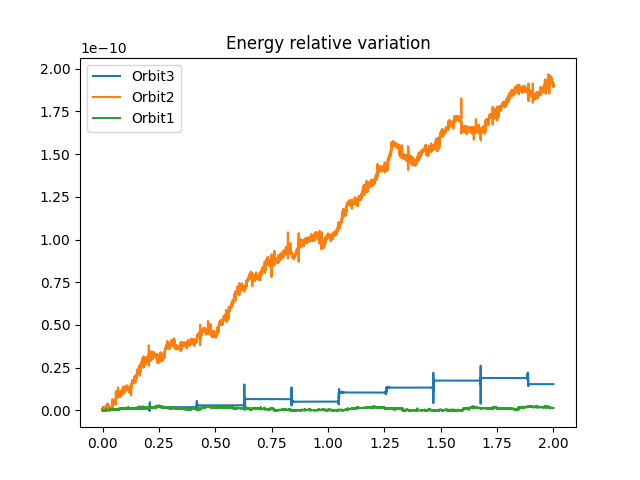 Energy relative variation
1e−10
2.00
1.75
1.50
1.25
1.00
0.75
0.50
0.25
0.00
Orbit3
Orbit2
Orbit1
0.00 0.25 0.50 0.75 1.00 1.25 1.50 1.75 2.00